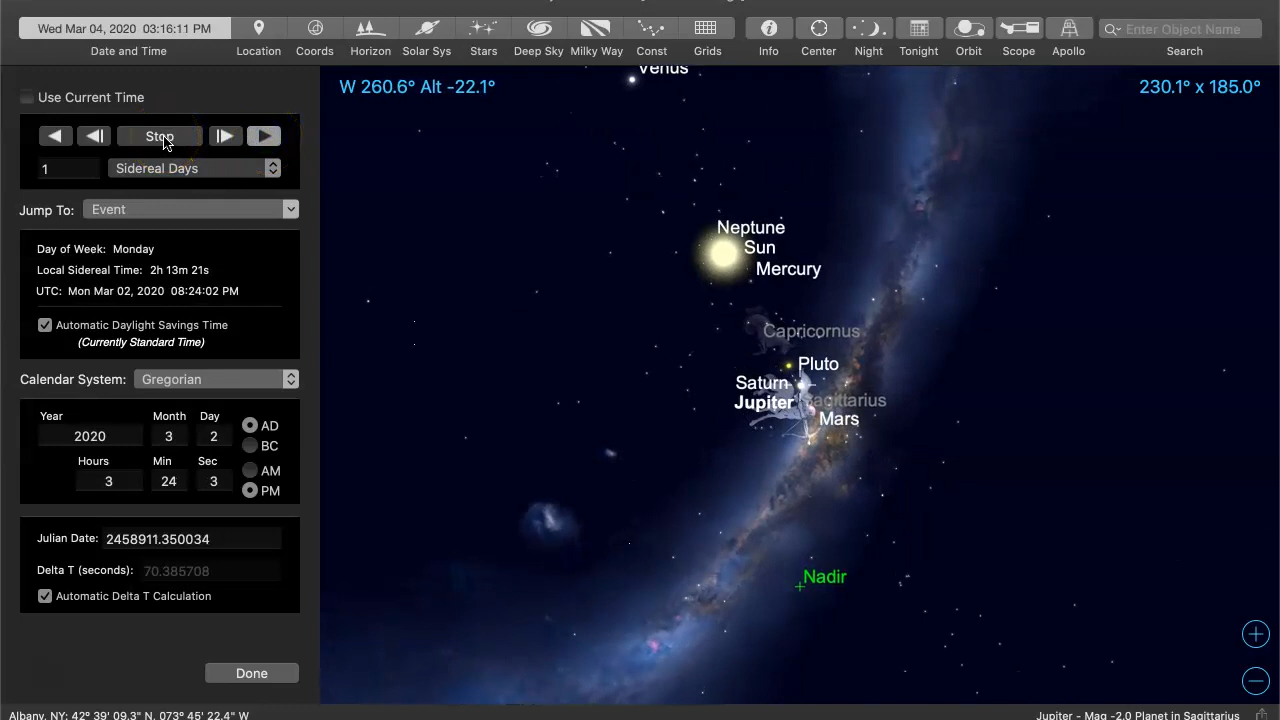 Wed Mar 04, 2020 03:16:11 PM
Enter Object Name
Date and Time
Location
Coords
Horizon
Solar Sys
Stars
Deep Sky
Milky Way
Const
Grids
Info
Center
Night
Tonight
Orbit
Scope
Apollo
Search
Use Current Time
Stop
1
Sidereal Days
Jump To: Event
Day of Week: Monday
Local Sidereal Time: 2h 13m 21s
UTC: Mon Mar 02, 2020 08:24:02 PM
Automatic Daylight Savings Time
(Currently Standard Time)
Calendar System: Gregorian
Year Month Day
2020 3 2
AD
BC
Hours Min Sec
3 24 3
AM
PM
Julian Date: 2458911.350034
Delta T (seconds): 70.385708
Automatic Delta T Calculation
Done
W 260.6° Alt -22.1°
230.1° x 185.0°
Venus
Neptune
Sun
Mercury
Capricornus
Pluto
Saturn
Sagittarius
Jupiter
Mars
Nadir
Albany, NY: 42° 39' 09.3" N, 073° 45' 22.4" W
Jupiter - Mag -2.0 Planet in Sagittarius